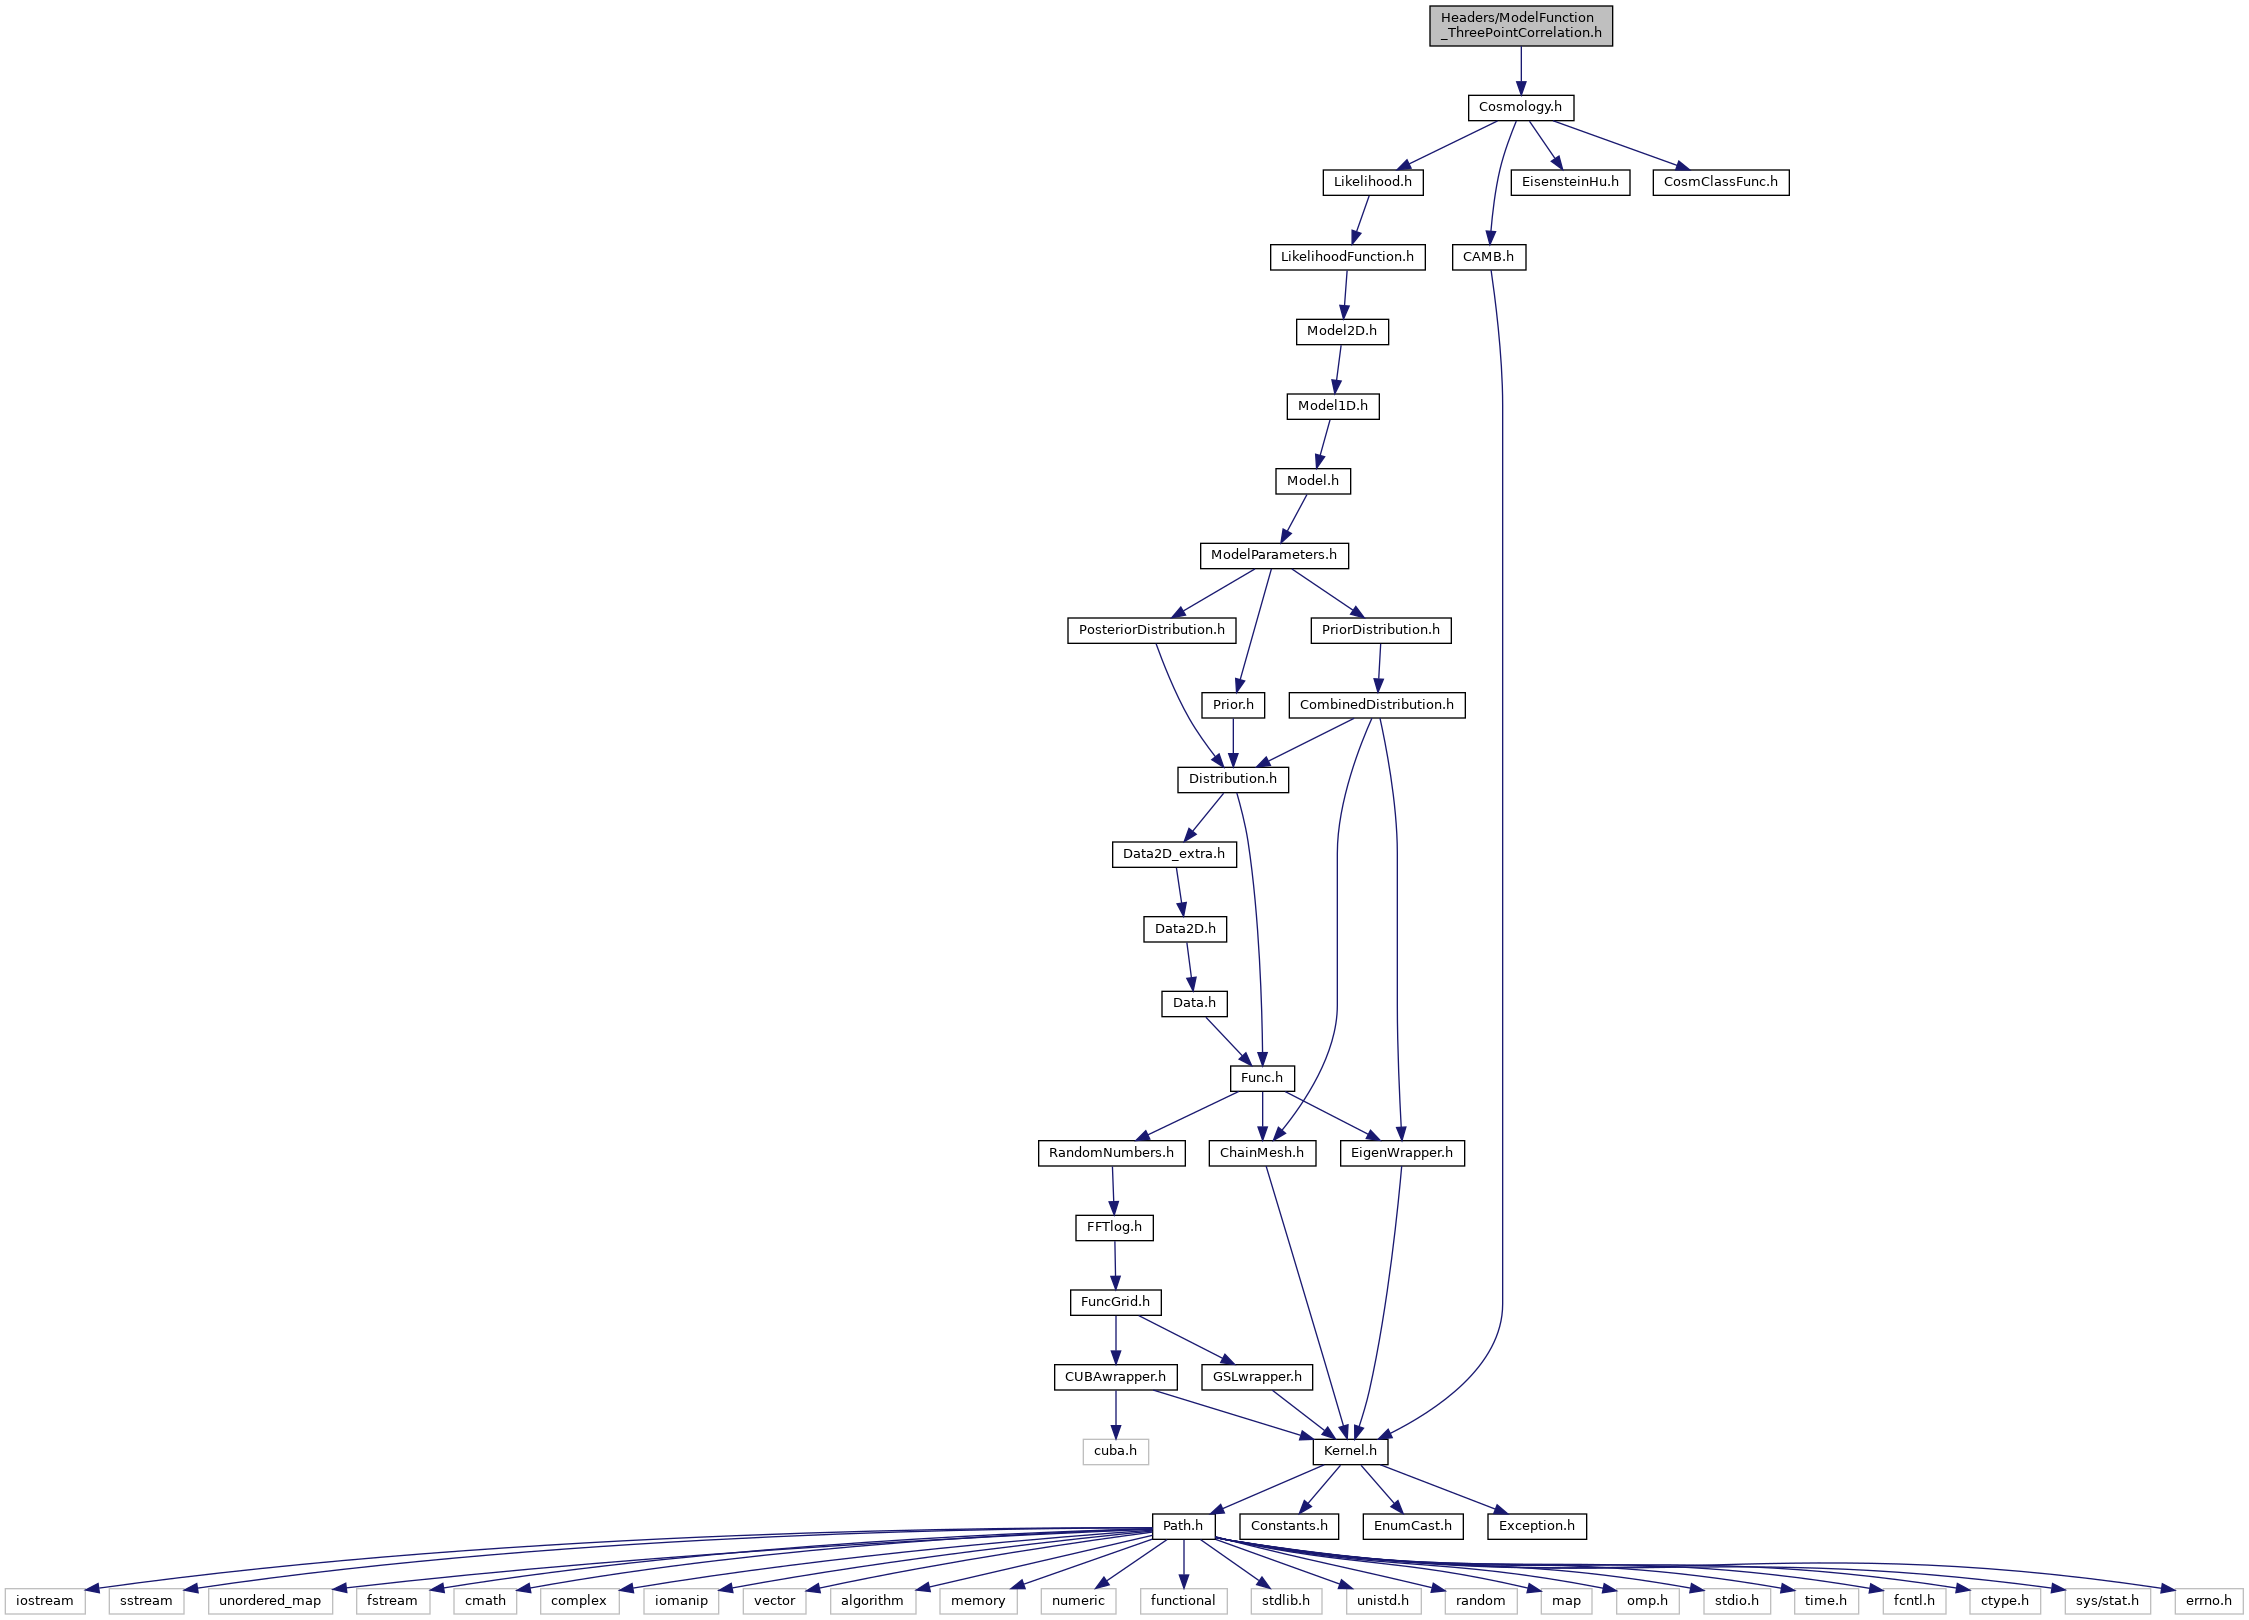 Headers/ModelFunction
_ThreePointCorrelation.h
Cosmology.h
Likelihood.h
EisensteinHu.h
CosmClassFunc.h
LikelihoodFunction.h
CAMB.h
Model2D.h
Model1D.h
Model.h
ModelParameters.h
PosteriorDistribution.h
PriorDistribution.h
Prior.h
CombinedDistribution.h
Distribution.h
Data2D_extra.h
Data2D.h
Data.h
Func.h
RandomNumbers.h
ChainMesh.h
EigenWrapper.h
FFTlog.h
FuncGrid.h
CUBAwrapper.h
GSLwrapper.h
cuba.h
Kernel.h
Path.h
Constants.h
EnumCast.h
Exception.h
iostream
sstream
unordered_map
fstream
cmath
complex
iomanip
vector
algorithm
memory
numeric
functional
stdlib.h
unistd.h
random
map
omp.h
stdio.h
time.h
fcntl.h
ctype.h
sys/stat.h
errno.h